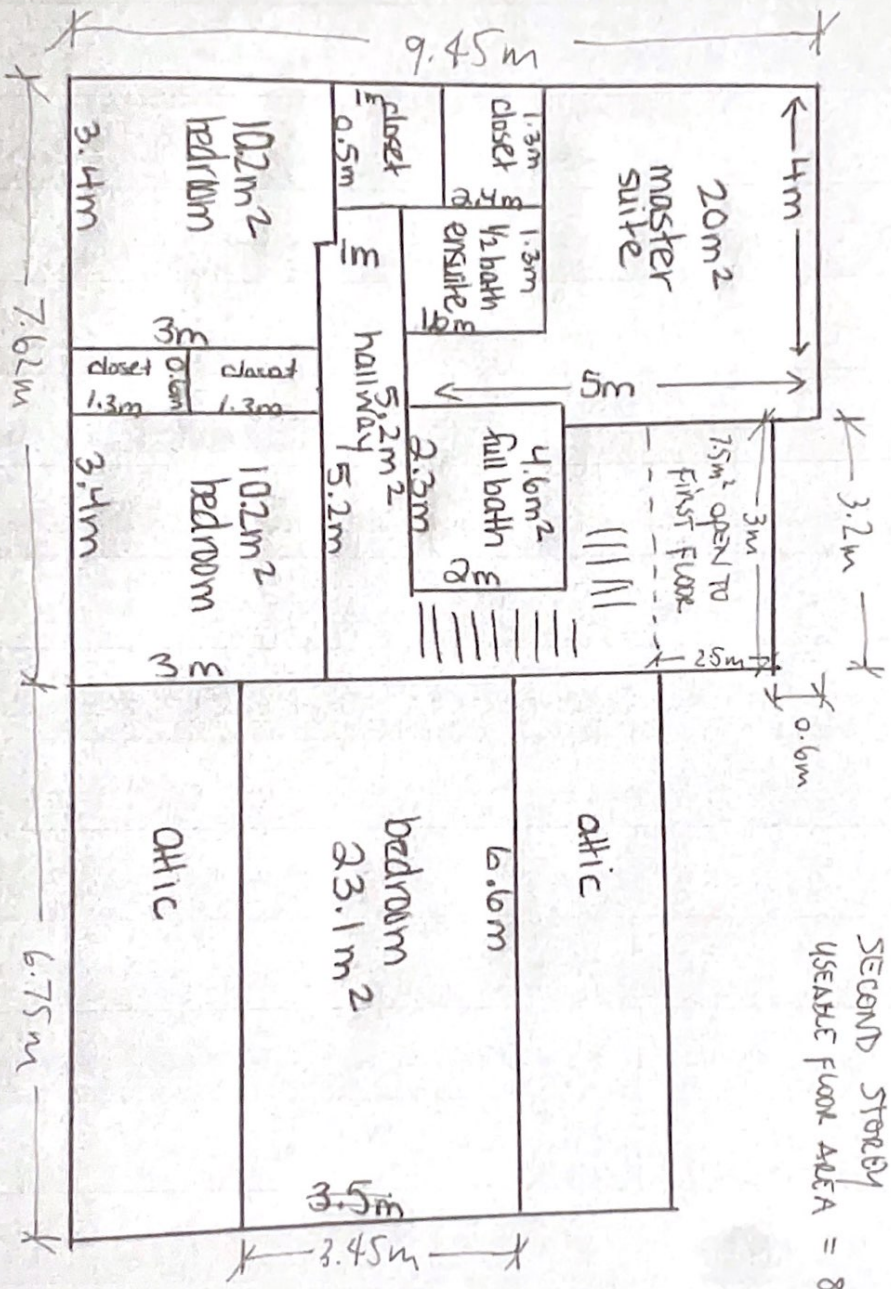 SECOND STOREY
USEABLE FLOOR AREA = 8
9.45m
4m
20m²
master
suite
5m
1.3m
closet
2.4m
closet
1m
0.5m
1.3m
½ bath
ensuite
10.2m²
bedroom
3.4m
3m
1m
hallway
5.2m²
5.2m
4.6m²
full bath
2.3m
2m
7.5m² OPEN TO
FIRST FLOOR
3m
2.5m
3.2m
0.6m
closet
1.3m
0.6m
closet
1.3m
10.2m²
bedroom
3.4m
3m
7.62m
attic
6.6m
bedroom
23.1m²
3.5m
3.45m
attic
6.75m